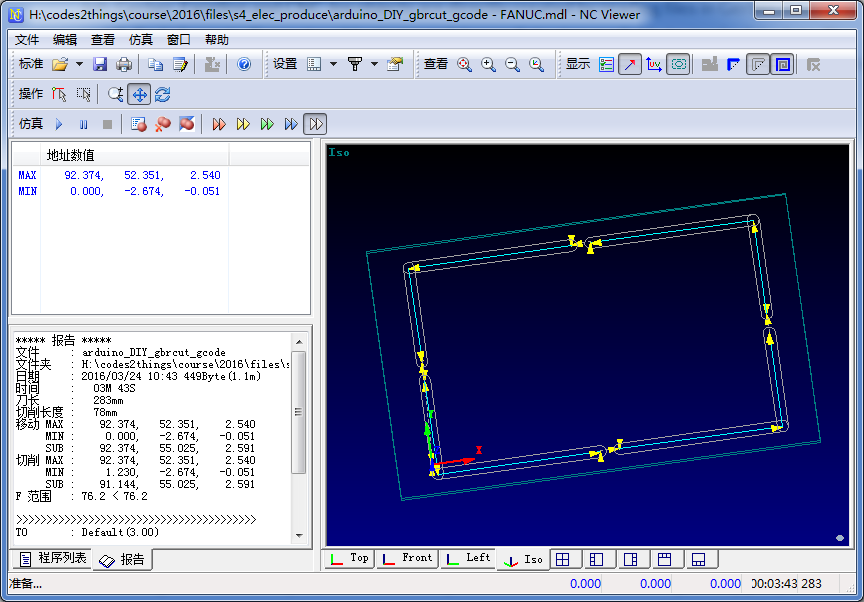 H:\codes2things\course\2016\files\s4_elec_produce\arduino_DIY_gbrcut_gcode - FANUC.mdl - NC Viewer
文件 编辑 查看 仿真 窗口 帮助
标准 设置 查看 显示
操作
仿真
地址数值
MAX 92.374, 52.351, 2.540
MIN 0.000, -2.674, -0.051
***** 报告 *****
文件 : arduino_DIY_gbrcut_gcode
文件夹 : H:\codes2things\course\2016\files\s
日期 : 2016/03/24 10:43 449Byte(1.1m)
时间 : 03M 43S
刀长 : 283mm
切削长度 : 78mm
移动 MAX : 92.374, 52.351, 2.540
MIN : 0.000, -2.674, -0.051
SUB : 92.374, 55.025, 2.591
切削 MAX : 92.374, 52.351, 2.540
MIN : 1.230, -2.674, -0.051
SUB : 91.144, 55.025, 2.591
F 范围 : 76.2 < 76.2
>>>>>>>>>>>>>>>>>>>>>>>>>>>>>>>>>>>>>>>>
T0 : Default(3.00)
程序列表 报告
Iso
Y
X
Top Front Left Iso
准备... 0.000 0.000 0.000 00:03:43 283